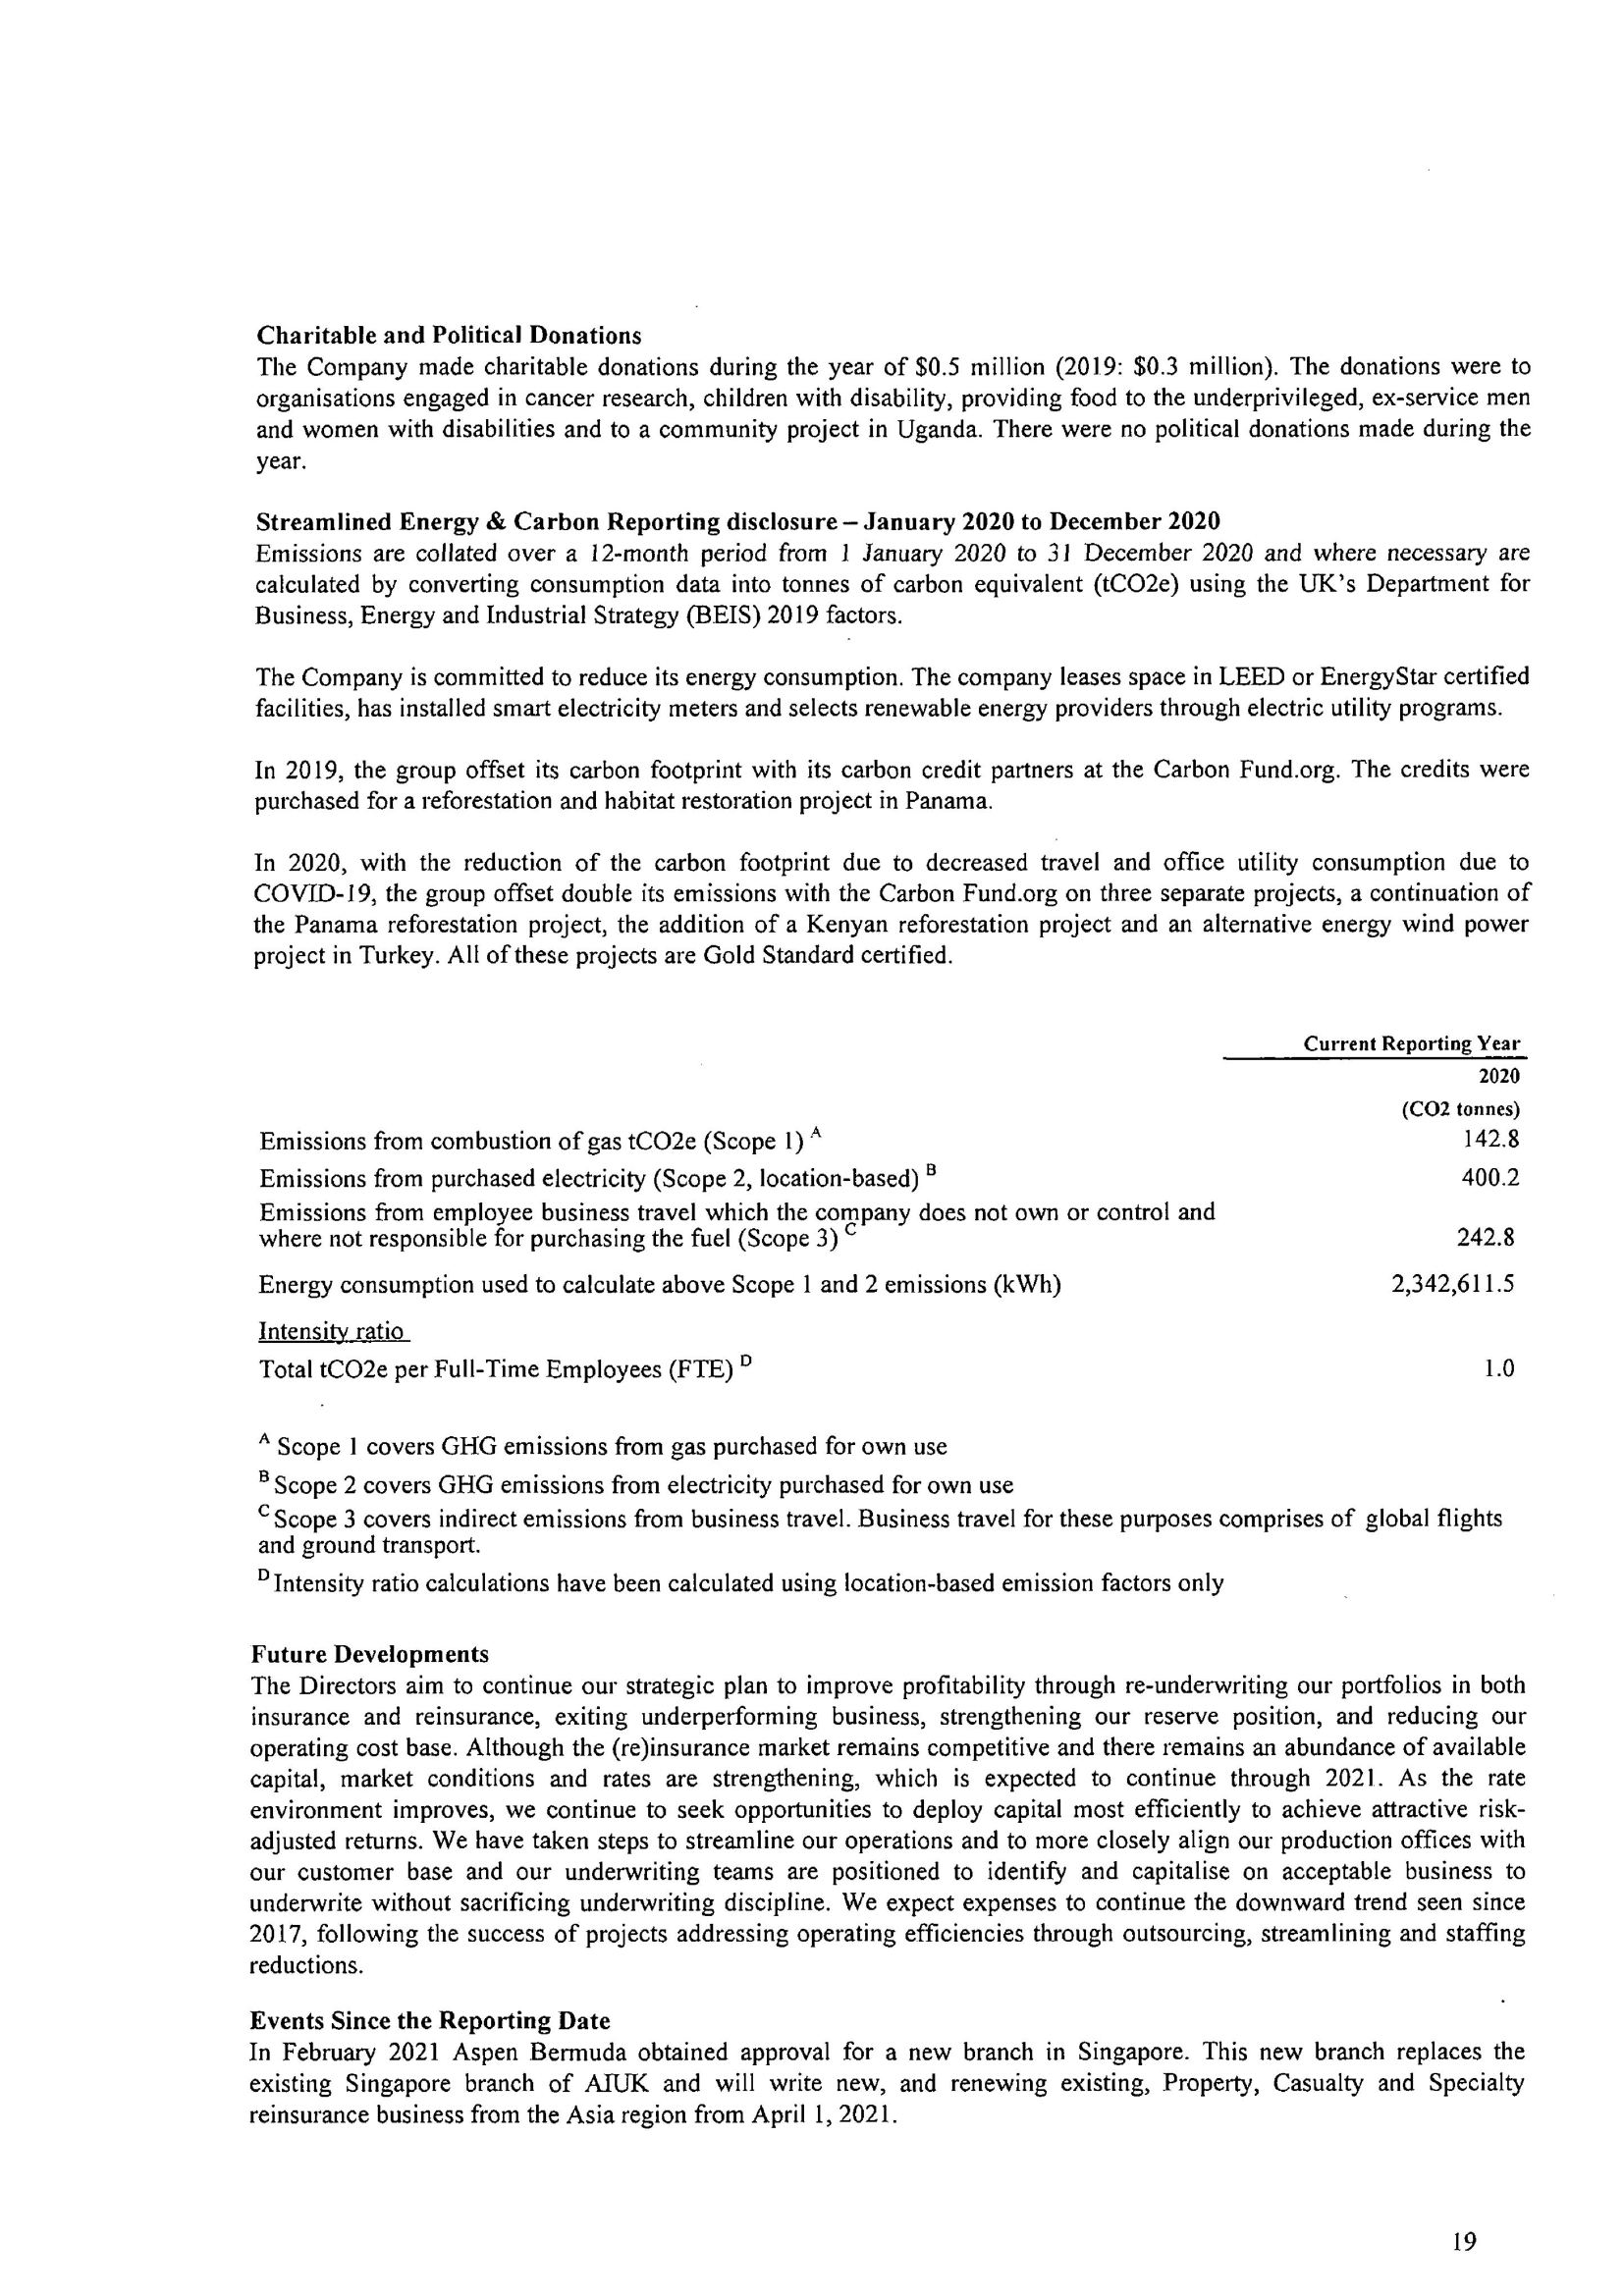 Charitable and Political Donations
The Company made charitable donations during the year of $0.5 million (2019: $0.3 million). The donations were to
organisations engaged in cancer research, children with disability, providing food to the underprivileged, ex-service men
and women with disabilities and to a community project in Uganda. There were no political donations made during the
year.
Streamlined Energy & Carbon Reporting disclosure – January 2020 to December 2020
Emissions are collated over a 12-month period from 1 January 2020 to 31 December 2020 and where necessary are
calculated by converting consumption data into tonnes of carbon equivalent (tCO2e) using the UK's Department for
Business, Energy and Industrial Strategy (BEIS) 2019 factors.
The Company is committed to reduce its energy consumption. The company leases space in LEED or EnergyStar certified
facilities, has installed smart electricity meters and selects renewable energy providers through electric utility programs.
In 2019, the group offset its carbon footprint with its carbon credit partners at the Carbon Fund.org. The credits were
purchased for a reforestation and habitat restoration project in Panama.
In 2020, with the reduction of the carbon footprint due to decreased travel and office utility consumption due to
COVID-19, the group offset double its emissions with the Carbon Fund.org on three separate projects, a continuation of
the Panama reforestation project, the addition of a Kenyan reforestation project and an alternative energy wind power
project in Turkey. All of these projects are Gold Standard certified.
Current Reporting Year
2020
(CO2 tonnes)
Emissions from combustion of gas tCO2e (Scope 1) A 142.8
Emissions from purchased electricity (Scope 2, location-based) B 400.2
Emissions from employee business travel which the company does not own or control and
where not responsible for purchasing the fuel (Scope 3) C 242.8
Energy consumption used to calculate above Scope 1 and 2 emissions (kWh) 2,342,611.5
Intensity ratio
Total tCO2e per Full-Time Employees (FTE) D 1.0
A Scope 1 covers GHG emissions from gas purchased for own use
B Scope 2 covers GHG emissions from electricity purchased for own use
C Scope 3 covers indirect emissions from business travel. Business travel for these purposes comprises of global flights
and ground transport.
D Intensity ratio calculations have been calculated using location-based emission factors only
Future Developments
The Directors aim to continue our strategic plan to improve profitability through re-underwriting our portfolios in both
insurance and reinsurance, exiting underperforming business, strengthening our reserve position, and reducing our
operating cost base. Although the (re)insurance market remains competitive and there remains an abundance of available
capital, market conditions and rates are strengthening, which is expected to continue through 2021. As the rate
environment improves, we continue to seek opportunities to deploy capital most efficiently to achieve attractive risk-
adjusted returns. We have taken steps to streamline our operations and to more closely align our production offices with
our customer base and our underwriting teams are positioned to identify and capitalise on acceptable business to
underwrite without sacrificing underwriting discipline. We expect expenses to continue the downward trend seen since
2017, following the success of projects addressing operating efficiencies through outsourcing, streamlining and staffing
reductions.
Events Since the Reporting Date
In February 2021 Aspen Bermuda obtained approval for a new branch in Singapore. This new branch replaces the
existing Singapore branch of AIUK and will write new, and renewing existing, Property, Casualty and Specialty
reinsurance business from the Asia region from April 1, 2021.
19